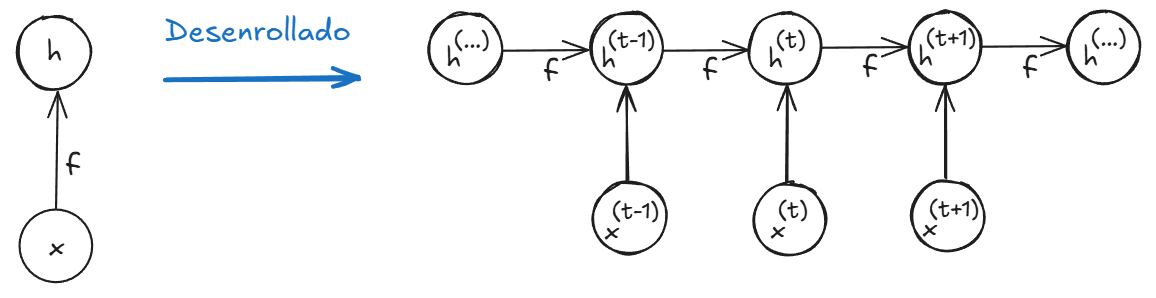 h
f
x
Desenrollado
h^(...)
f
h^(t-1)
f
h^(t)
f
h^(t+1)
f
h^(...)
x^(t-1)
x^(t)
x^(t+1)